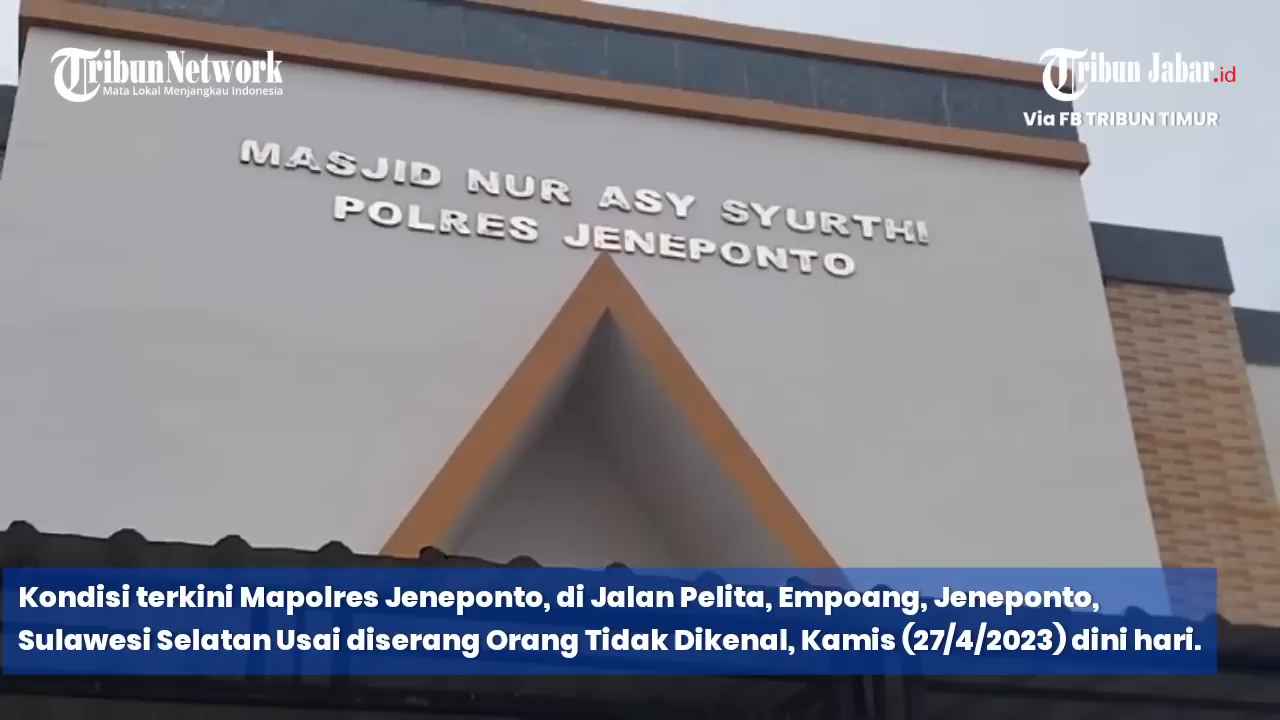 TribunNetwork
Mata Lokal Menjangkau Indonesia
Tribun Jabar.id
Via FB TRIBUN TIMUR
MASJID NUR ASY SYURTHI
POLRES JENEPONTO
Kondisi terkini Mapolres Jeneponto, di Jalan Pelita, Empoang, Jeneponto,
Sulawesi Selatan Usai diserang Orang Tidak Dikenal, Kamis (27/4/2023) dini hari.